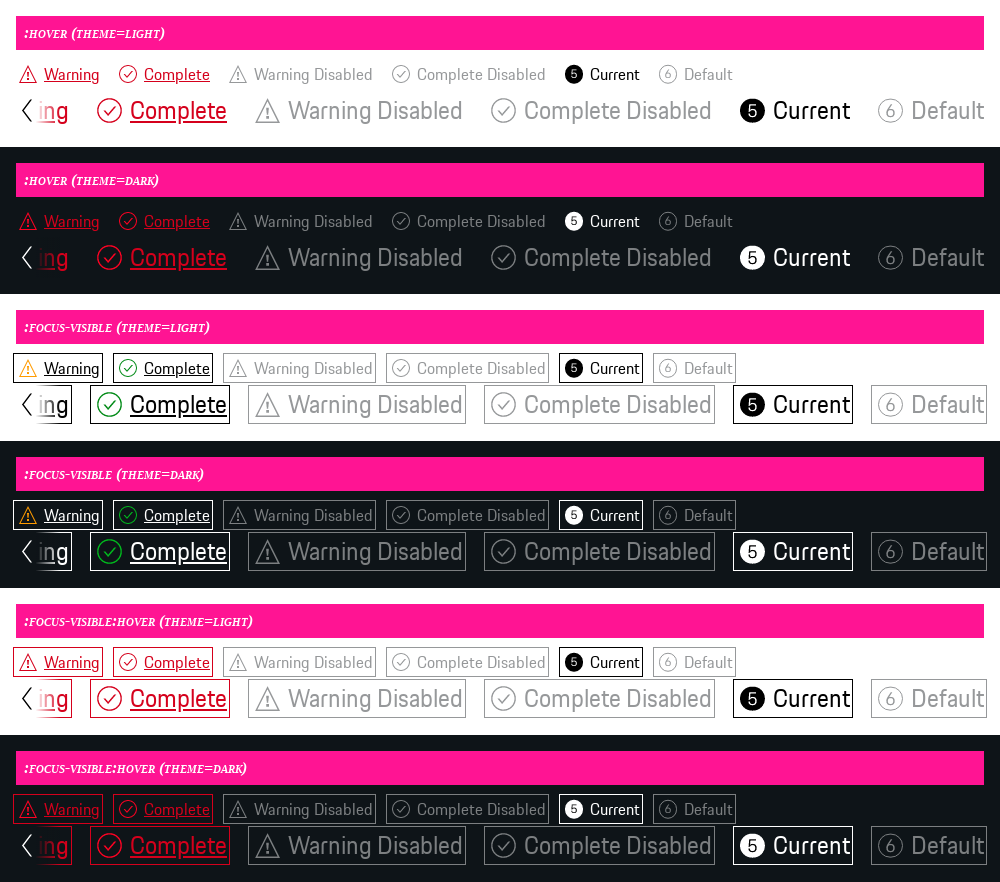 :hover (theme=light)
Warning Complete Warning Disabled Complete Disabled 5 Current 6 Default
ing Complete Warning Disabled Complete Disabled 5 Current 6 Default
:hover (theme=dark)
Warning Complete Warning Disabled Complete Disabled 5 Current 6 Default
ing Complete Warning Disabled Complete Disabled 5 Current 6 Default
:focus-visible (theme=light)
Warning Complete Warning Disabled Complete Disabled 5 Current 6 Default
ing Complete Warning Disabled Complete Disabled 5 Current 6 Default
:focus-visible (theme=dark)
Warning Complete Warning Disabled Complete Disabled 5 Current 6 Default
ing Complete Warning Disabled Complete Disabled 5 Current 6 Default
:focus-visible:hover (theme=light)
Warning Complete Warning Disabled Complete Disabled 5 Current 6 Default
ing Complete Warning Disabled Complete Disabled 5 Current 6 Default
:focus-visible:hover (theme=dark)
Warning Complete Warning Disabled Complete Disabled 5 Current 6 Default
ing Complete Warning Disabled Complete Disabled 5 Current 6 Default